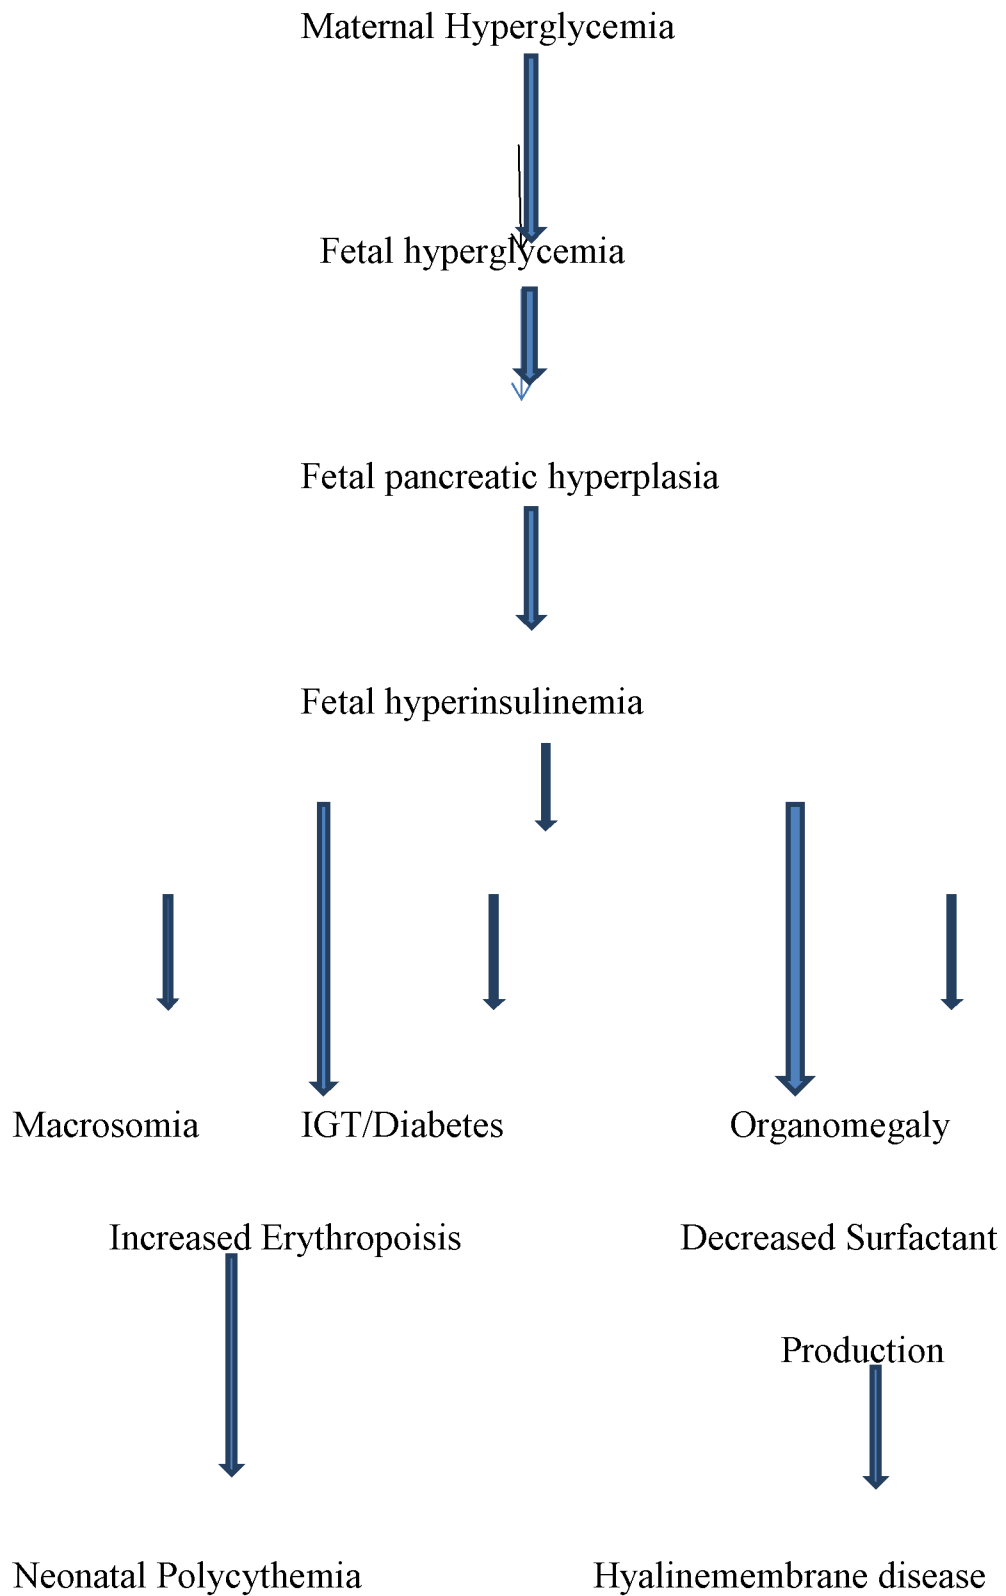 Maternal Hyperglycemia
Fetal hyperglycemia
Fetal pancreatic hyperplasia
Fetal hyperinsulinemia
Macrosomia IGT/Diabetes Organomegaly
Increased Erythropoisis Decreased Surfactant
Production
Neonatal Polycythemia Hyalinemembrane disease